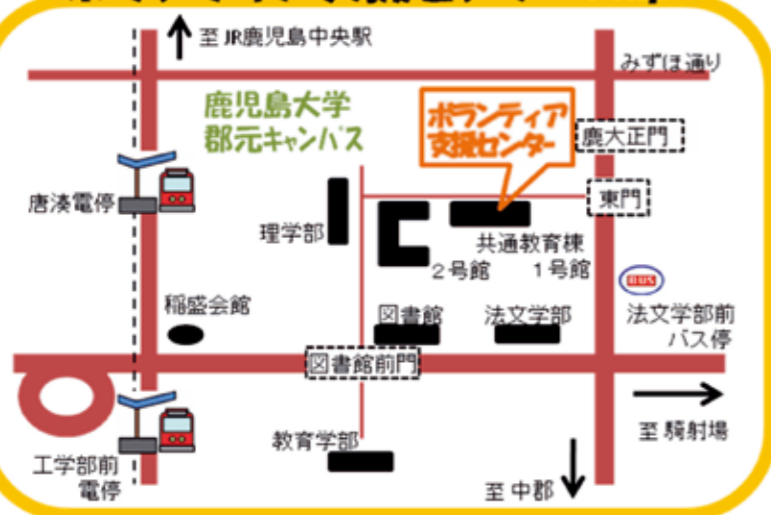 至 JR鹿児島中央駅
みずほ通り
鹿児島大学
郡元キャンパス
ボランティア
支援センター
鹿大正門
唐湊電停
東門
理学部
共通教育棟
2号館
1号館
BUS
稲盛会館
図書館
法文学部
法文学部前
バス停
図書館前門
教育学部
至 騎射場
工学部前
電停
至 中郡